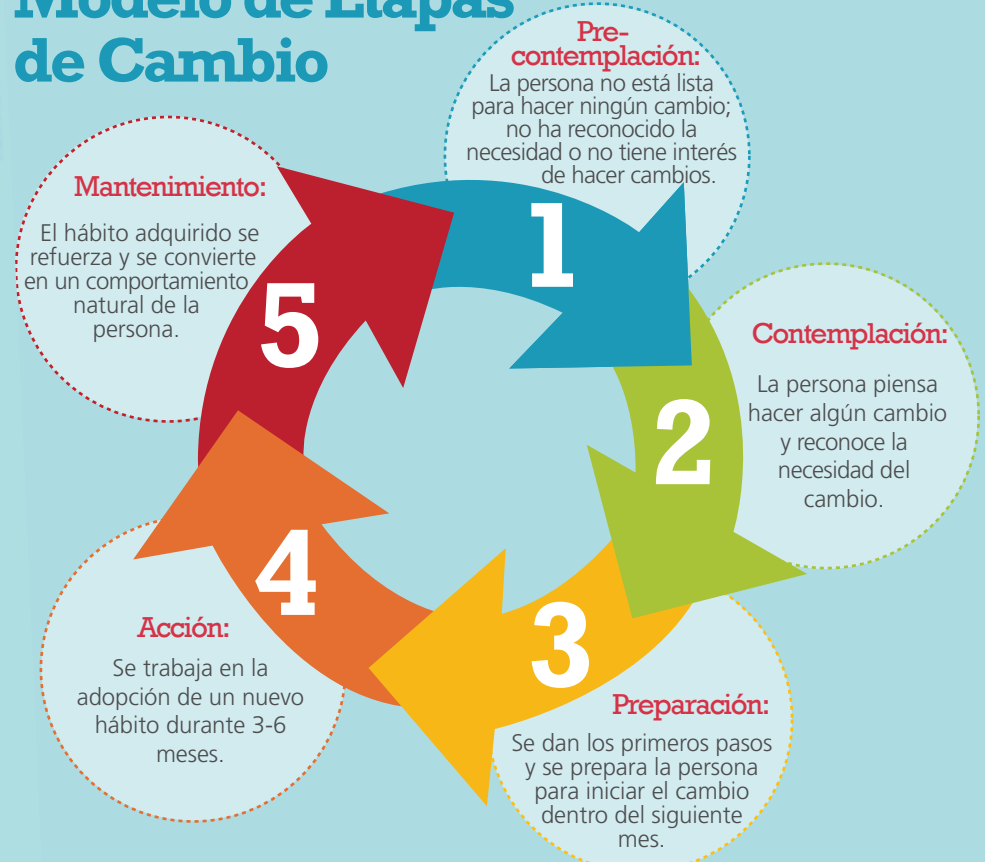 Modelo de Etapas
de Cambio
Pre-
contemplación:
La persona no está lista
para hacer ningún cambio;
no ha reconocido la
necesidad o no tiene interés
de hacer cambios.
1
Contemplación:
La persona piensa
hacer algún cambio
y reconoce la
necesidad del
cambio.
2
Preparación:
Se dan los primeros pasos
y se prepara la persona
para iniciar el cambio
dentro del siguiente
mes.
3
Acción:
Se trabaja en la
adopción de un nuevo
hábito durante 3-6
meses.
4
Mantenimiento:
El hábito adquirido se
refuerza y se convierte
en un comportamiento
natural de la
persona.
5